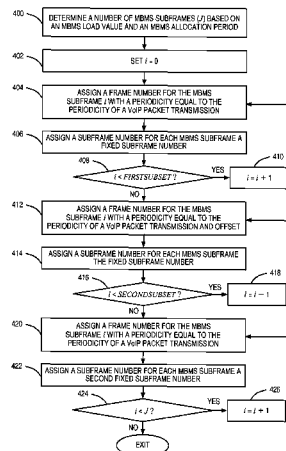 400
DETERMINE A NUMBER OF MBMS SUBFRAMES (J) BASED ON
AN MBMS LOAD VALUE AND AN MBMS ALLOCATION PERIOD
402
SET i = 0
404
ASSIGN A FRAME NUMBER FOR THE MBMS
SUBFRAME i WITH A PERIODICITY EQUAL TO THE
PERIODICITY OF A VoIP PACKET TRANSMISSION
406
ASSIGN A SUBFRAME NUMBER FOR EACH MBMS SUBFRAME A
FIXED SUBFRAME NUMBER
408
i < FIRSTSUBSET?
YES
410
i = i + 1
NO
412
ASSIGN A FRAME NUMBER FOR THE MBMS
SUBFRAME i WITH A PERIODICITY EQUAL TO THE
PERIODICITY OF A VoIP PACKET TRANSMISSION AND OFFSET
414
ASSIGN A SUBFRAME NUMBER FOR EACH MBMS SUBFRAME
THE FIXED SUBFRAME NUMBER
416
i < SECONDSUBSET?
YES
418
NO
420
ASSIGN A FRAME NUMBER FOR THE MBMS
SUBFRAME i WITH A PERIODICITY EQUAL TO THE
PERIODICITY OF A VoIP PACKET TRANSMISSION
422
ASSIGN A SUBFRAME NUMBER FOR EACH MBMS SUBFRAME A
SECOND FIXED SUBFRAME NUMBER
424
i < J?
YES
426
i = i + 1
NO
EXIT